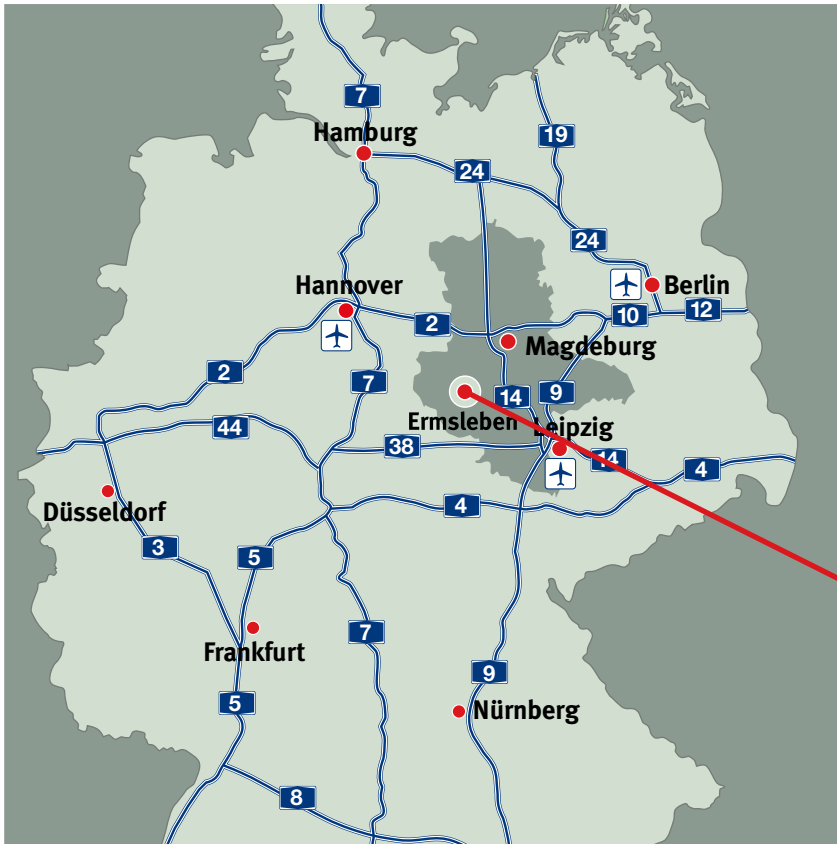 7
Hamburg
19
24
24
Hannover
Berlin
10
12
2
Magdeburg
2
7
14
9
Ermsleben
Leipzig
44
38
14
4
Düsseldorf
4
3
5
7
Frankfurt
9
5
Nürnberg
8